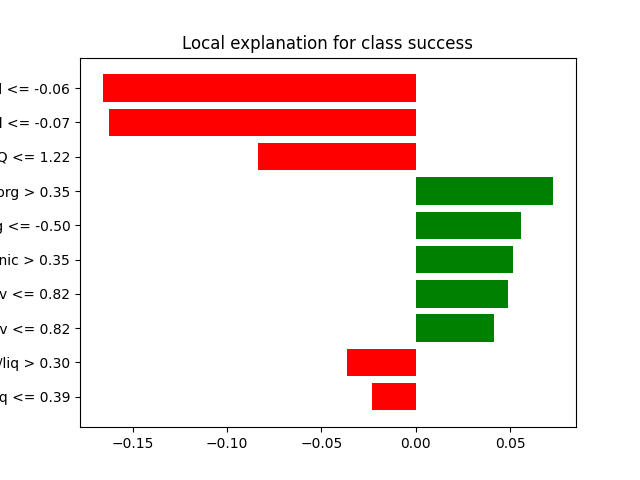 Local explanation for class success
<= -0.06
<= -0.07
Q <= 1.22
org > 0.35
g <= -0.50
nic > 0.35
v <= 0.82
v <= 0.82
/liq > 0.30
q <= 0.39
−0.15 −0.10 −0.05 0.00 0.05